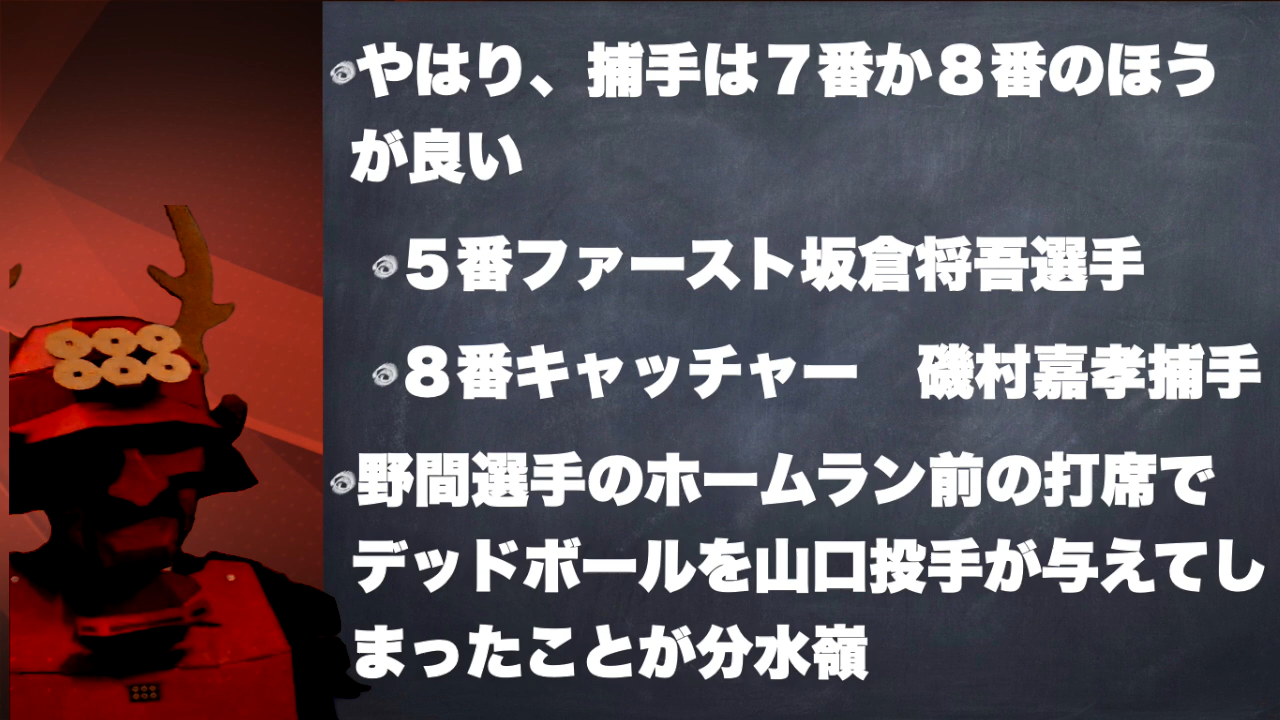 やはり、捕手は７番か８番のほう
が良い
５番ファースト坂倉将吾選手
８番キャッチャー　磯村嘉孝捕手
野間選手のホームラン前の打席で
デッドボールを山口投手が与えてし
まったことが分水嶺